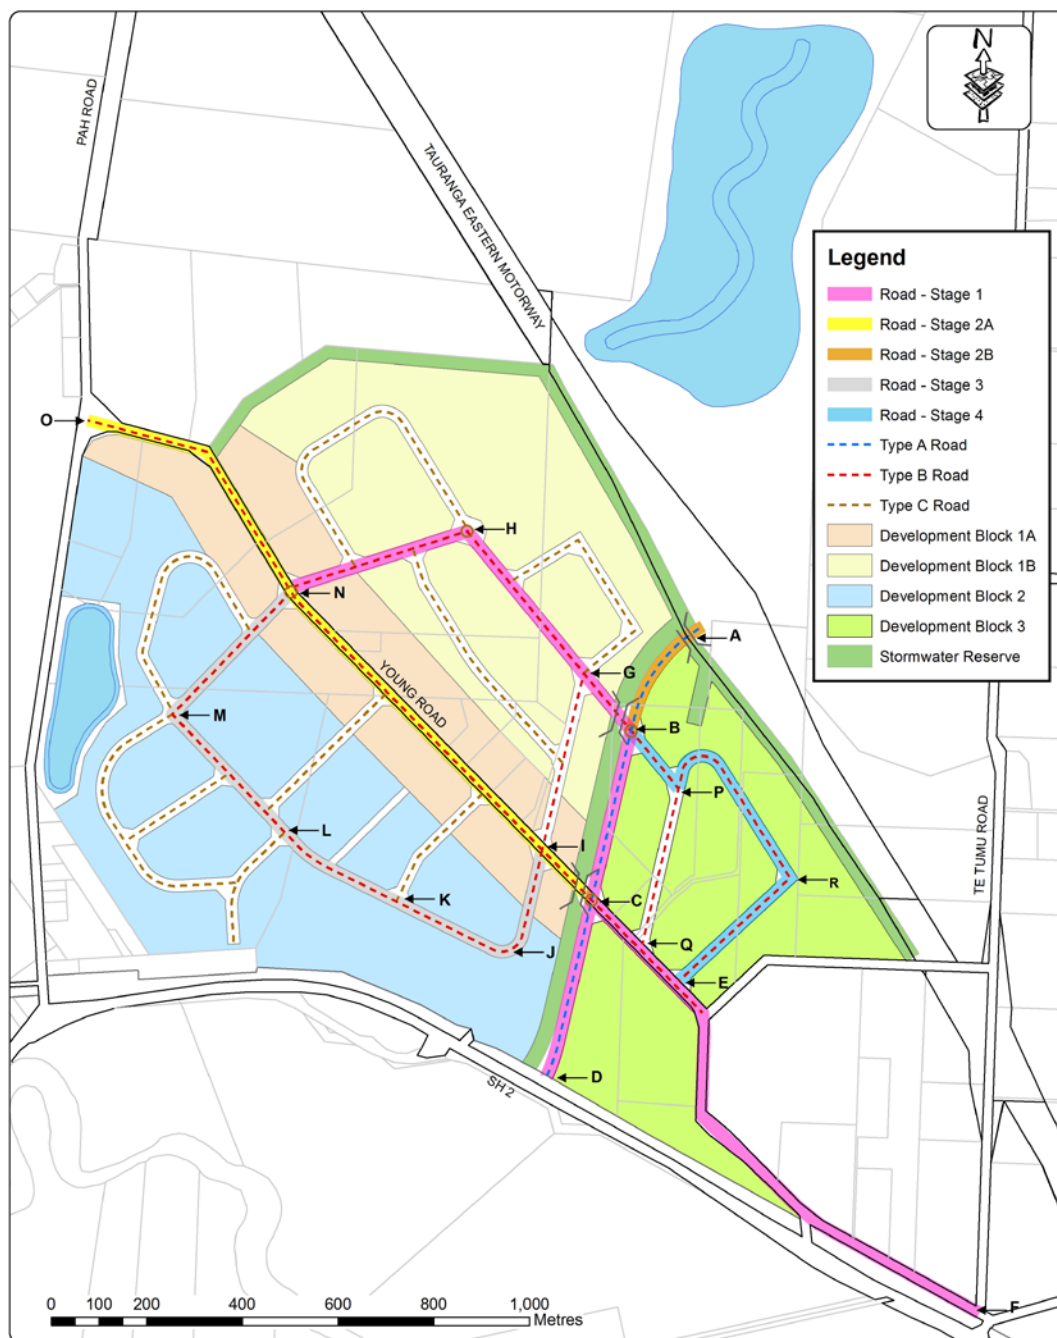 N
PAH ROAD
TAURANGA EASTERN MOTORWAY
Legend
Road - Stage 1
Road - Stage 2A
Road - Stage 2B
Road - Stage 3
Road - Stage 4
Type A Road
Type B Road
Type C Road
Development Block 1A
Development Block 1B
Development Block 2
Development Block 3
Stormwater Reserve
O
H
N
A
G
YOUNG ROAD
M
B
P
L
I
TE TUMU ROAD
R
K
C
J
Q
E
D
SH 2
F
0 100 200 400 600 800 1,000
Metres